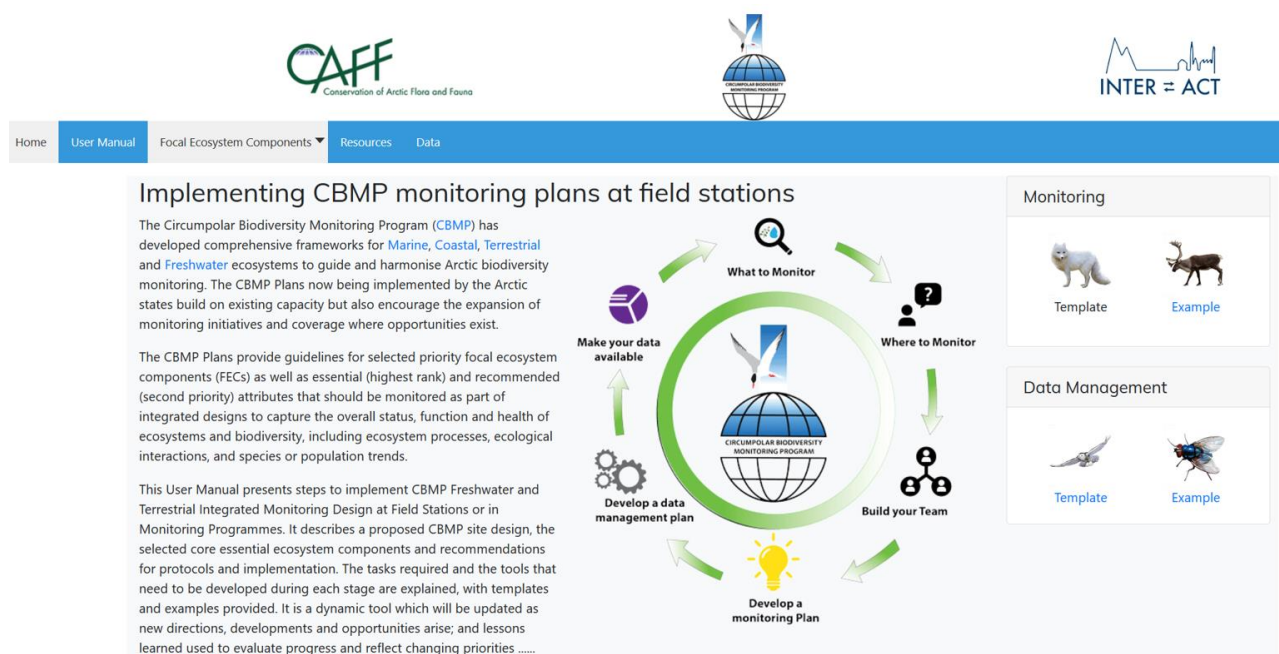 CAFF
Conservation of Arctic Flora and Fauna
CIRCUMPOLAR BIODIVERSITY
MONITORING PROGRAM
INTER ⇄ ACT
Home
User Manual
Focal Ecosystem Components
Resources
Data
Implementing CBMP monitoring plans at field stations
The Circumpolar Biodiversity Monitoring Program (CBMP) has
developed comprehensive frameworks for Marine, Coastal, Terrestrial
and Freshwater ecosystems to guide and harmonise Arctic biodiversity
monitoring. The CBMP Plans now being implemented by the Arctic
states build on existing capacity but also encourage the expansion of
monitoring initiatives and coverage where opportunities exist.
The CBMP Plans provide guidelines for selected priority focal ecosystem
components (FECs) as well as essential (highest rank) and recommended
(second priority) attributes that should be monitored as part of
integrated designs to capture the overall status, function and health of
ecosystems and biodiversity, including ecosystem processes, ecological
interactions, and species or population trends.
This User Manual presents steps to implement CBMP Freshwater and
Terrestrial Integrated Monitoring Design at Field Stations or in
Monitoring Programmes. It describes a proposed CBMP site design, the
selected core essential ecosystem components and recommendations
for protocols and implementation. The tasks required and the tools that
need to be developed during each stage are explained, with templates
and examples provided. It is a dynamic tool which will be updated as
new directions, developments and opportunities arise; and lessons
learned used to evaluate progress and reflect changing priorities ......
What to Monitor
?
Where to Monitor
Build your Team
Develop a
monitoring Plan
Develop a data
management plan
Make your data
available
CIRCUMPOLAR BIODIVERSITY
MONITORING PROGRAM
Monitoring
Template
Example
Data Management
Template
Example